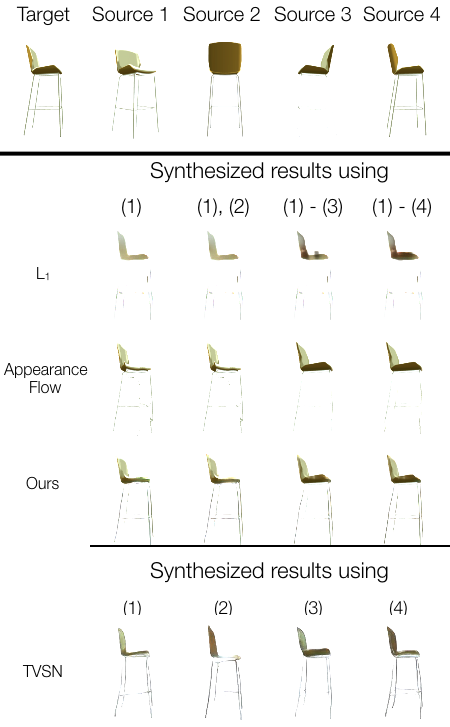 Target Source 1 Source 2 Source 3 Source 4
Synthesized results using
(1) (1), (2) (1) - (3) (1) - (4)
L₁
Appearance
Flow
Ours
Synthesized results using
(1) (2) (3) (4)
TVSN